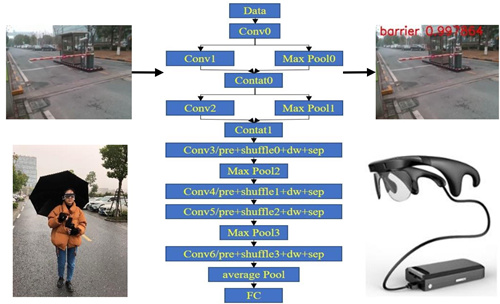 Data
Conv0
Conv1
Max Pool0
Contat0
Conv2
Max Pool1
Contat1
Conv3/pre+shuffle0+dw+sep
Max Pool2
Conv4/pre+shuffle1+dw+sep
Conv5/pre+shuffle2+dw+sep
Max Pool3
Conv6/pre+shuffle3+dw+sep
average Pool
FC
barrier 0.997864